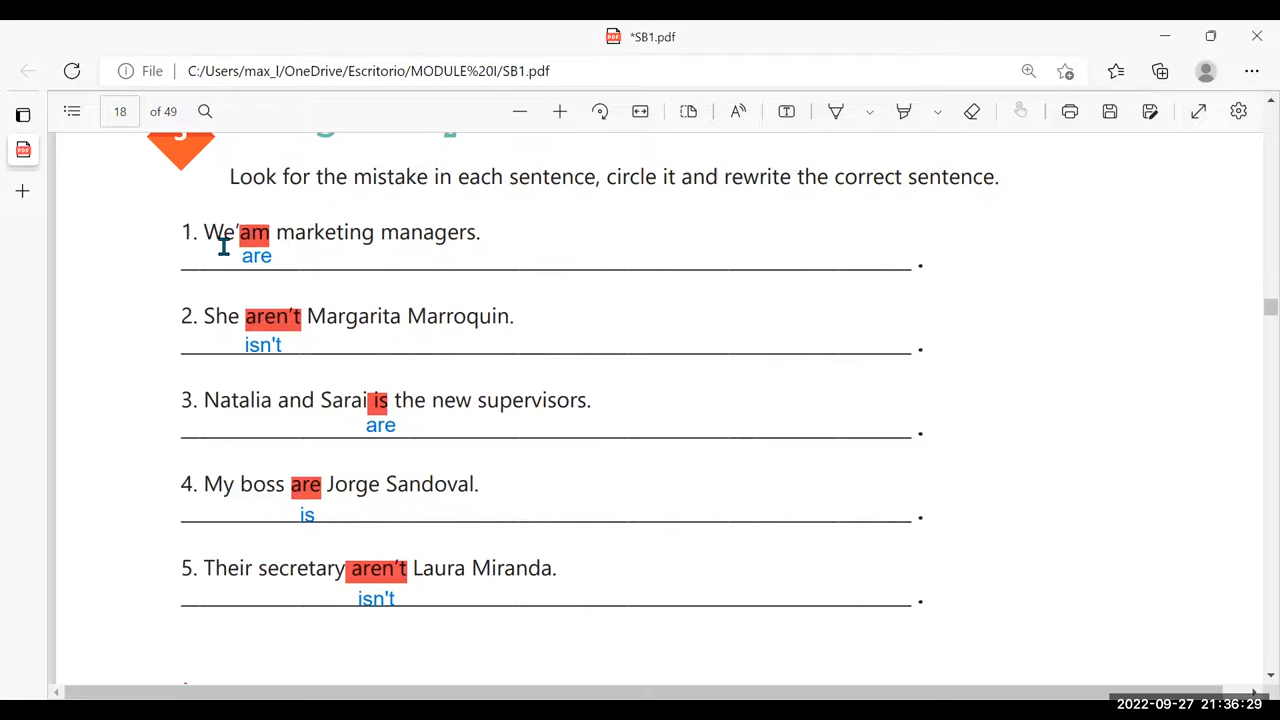 *SB1.pdf
File | C:/Users/max_l/OneDrive/Escritorio/MODULE%20I/SB1.pdf
18 of 49
Look for the mistake in each sentence, circle it and rewrite the correct sentence.
1. We'am marketing managers.
are
2. She aren't Margarita Marroquin.
isn't
3. Natalia and Sarai is the new supervisors.
are
4. My boss are Jorge Sandoval.
is
5. Their secretary aren't Laura Miranda.
isn't
2022-09-27 21:36:29